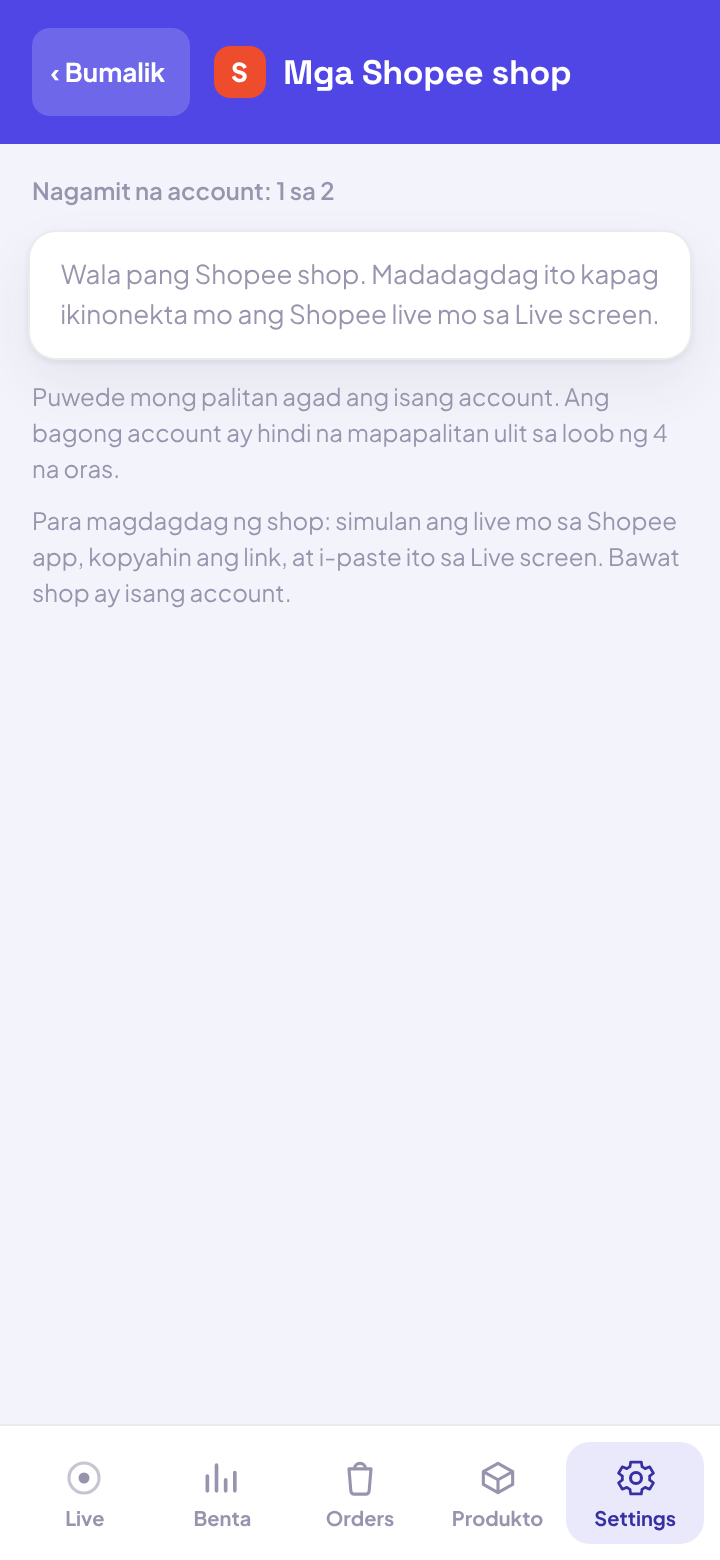 ‹ Bumalik
S
Mga Shopee shop
Nagamit na account: 1 sa 2
Wala pang Shopee shop. Madadagdag ito kapag
ikinonekta mo ang Shopee live mo sa Live screen.
Puwede mong palitan agad ang isang account. Ang
bagong account ay hindi na mapapalitan ulit sa loob ng 4
na oras.
Para magdagdag ng shop: simulan ang live mo sa Shopee
app, kopyahin ang link, at i-paste ito sa Live screen. Bawat
shop ay isang account.
Live
Benta
Orders
Produkto
Settings